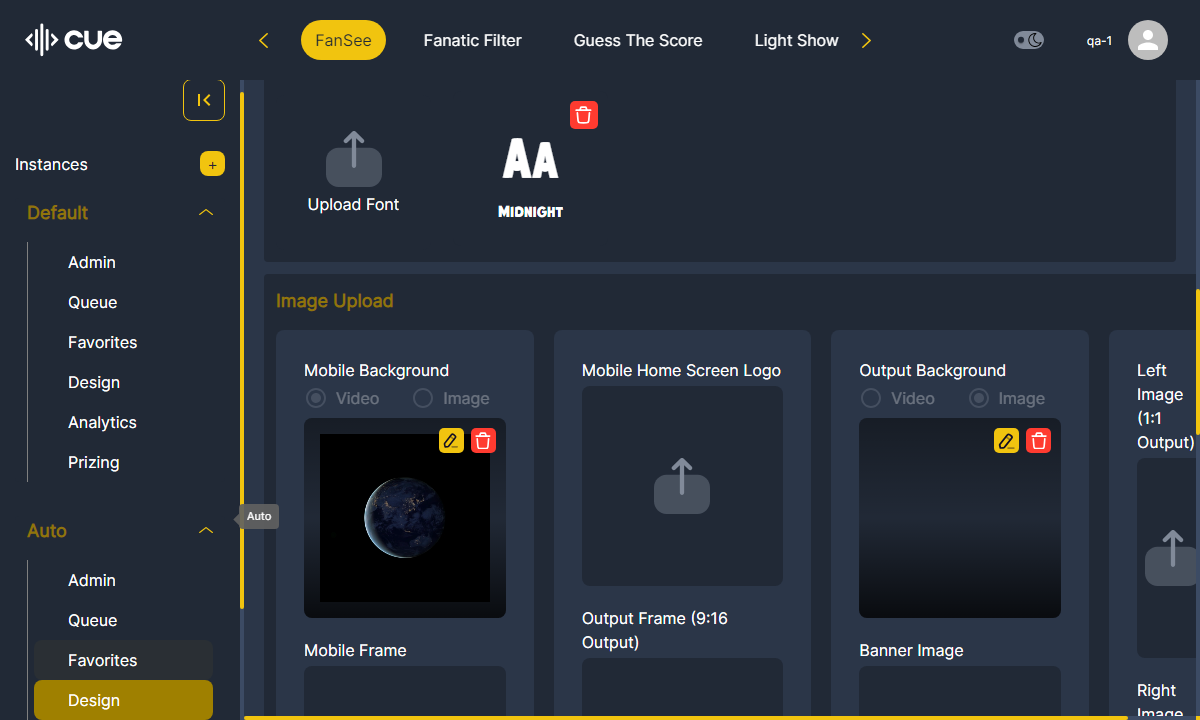 cue
FanSee
Fanatic Filter
Guess The Score
Light Show
qa-1
Instances
+
Default
Admin
Queue
Favorites
Design
Analytics
Prizing
Auto
Admin
Queue
Favorites
Design
Auto
Upload Font
AA
MIDNIGHT
Image Upload
Mobile Background
Video
Image
Mobile Frame
Mobile Home Screen Logo
Output Frame (9:16
Output)
Output Background
Video
Image
Banner Image
Left
Image
(1:1
Output)
Right
Image